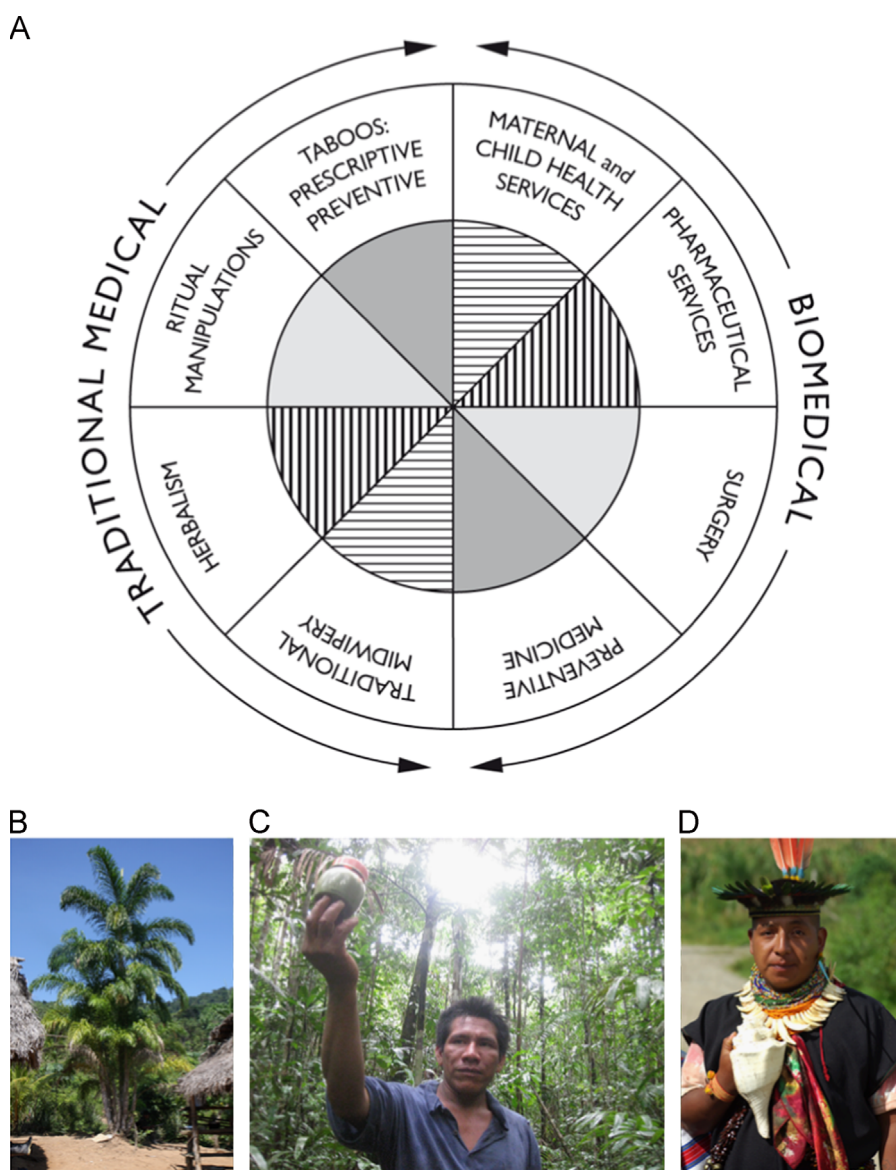 A
TRADITIONAL MEDICAL
BIOMEDICAL
TABOOS:
PRESCRIPTIVE
PREVENTIVE
MATERNAL and
CHILD HEALTH
SERVICES
PHARMACEUTICAL
SERVICES
SURGERY
PREVENTIVE
MEDICINE
TRADITIONAL
MIDWIPERY
HERBALISM
RITUAL
MANIPULATIONS
B
C
D